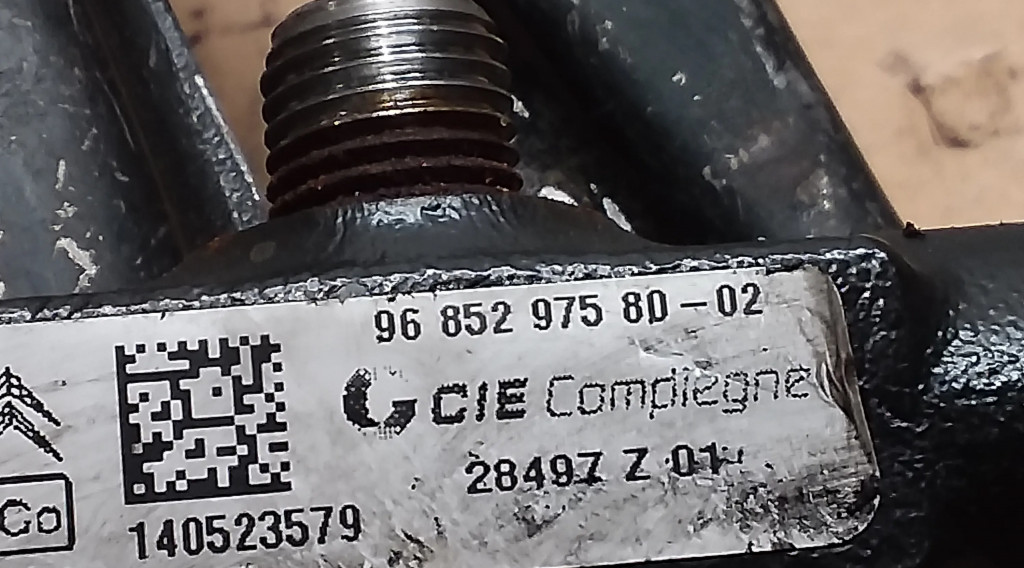 96 852 975 80-02
CIE Compiègne
28497 Z 01
Co
140523579